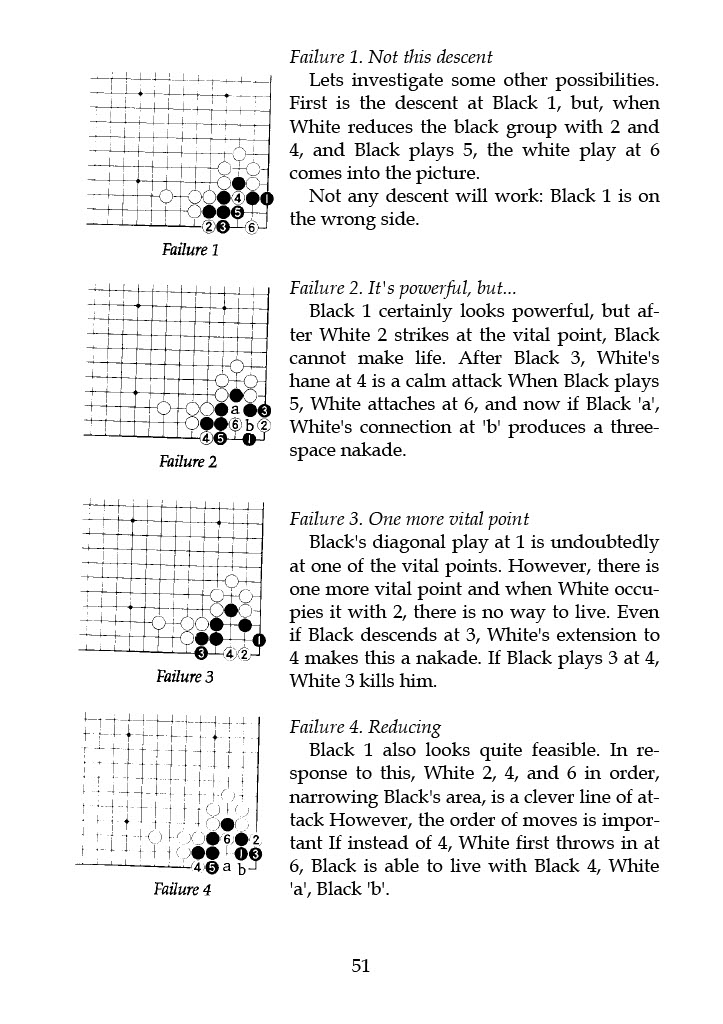 Failure 1. Not this descent
Lets investigate some other possibilities.
First is the descent at Black 1, but, when
White reduces the black group with 2 and
4, and Black plays 5, the white play at 6
comes into the picture.
Not any descent will work: Black 1 is on
the wrong side.
4 1
5
2 3 6
Failure 1
Failure 2. It's powerful, but...
Black 1 certainly looks powerful, but af-
ter White 2 strikes at the vital point, Black
cannot make life. After Black 3, White's
hane at 4 is a calm attack When Black plays
5, White attaches at 6, and now if Black 'a',
White's connection at 'b' produces a three-
space nakade.
a 3
6 b 2
4 5 1
Failure 2
Failure 3. One more vital point
Black's diagonal play at 1 is undoubtedly
at one of the vital points. However, there is
one more vital point and when White occu-
pies it with 2, there is no way to live. Even
if Black descends at 3, White's extension to
4 makes this a nakade. If Black plays 3 at 4,
White 3 kills him.
1
3 4 2
Failure 3
Failure 4. Reducing
Black 1 also looks quite feasible. In re-
sponse to this, White 2, 4, and 6 in order,
narrowing Black's area, is a clever line of at-
tack However, the order of moves is impor-
tant If instead of 4, White first throws in at
6, Black is able to live with Black 4, White
'a', Black 'b'.
6 2
1 3
4 5 a b
Failure 4
51